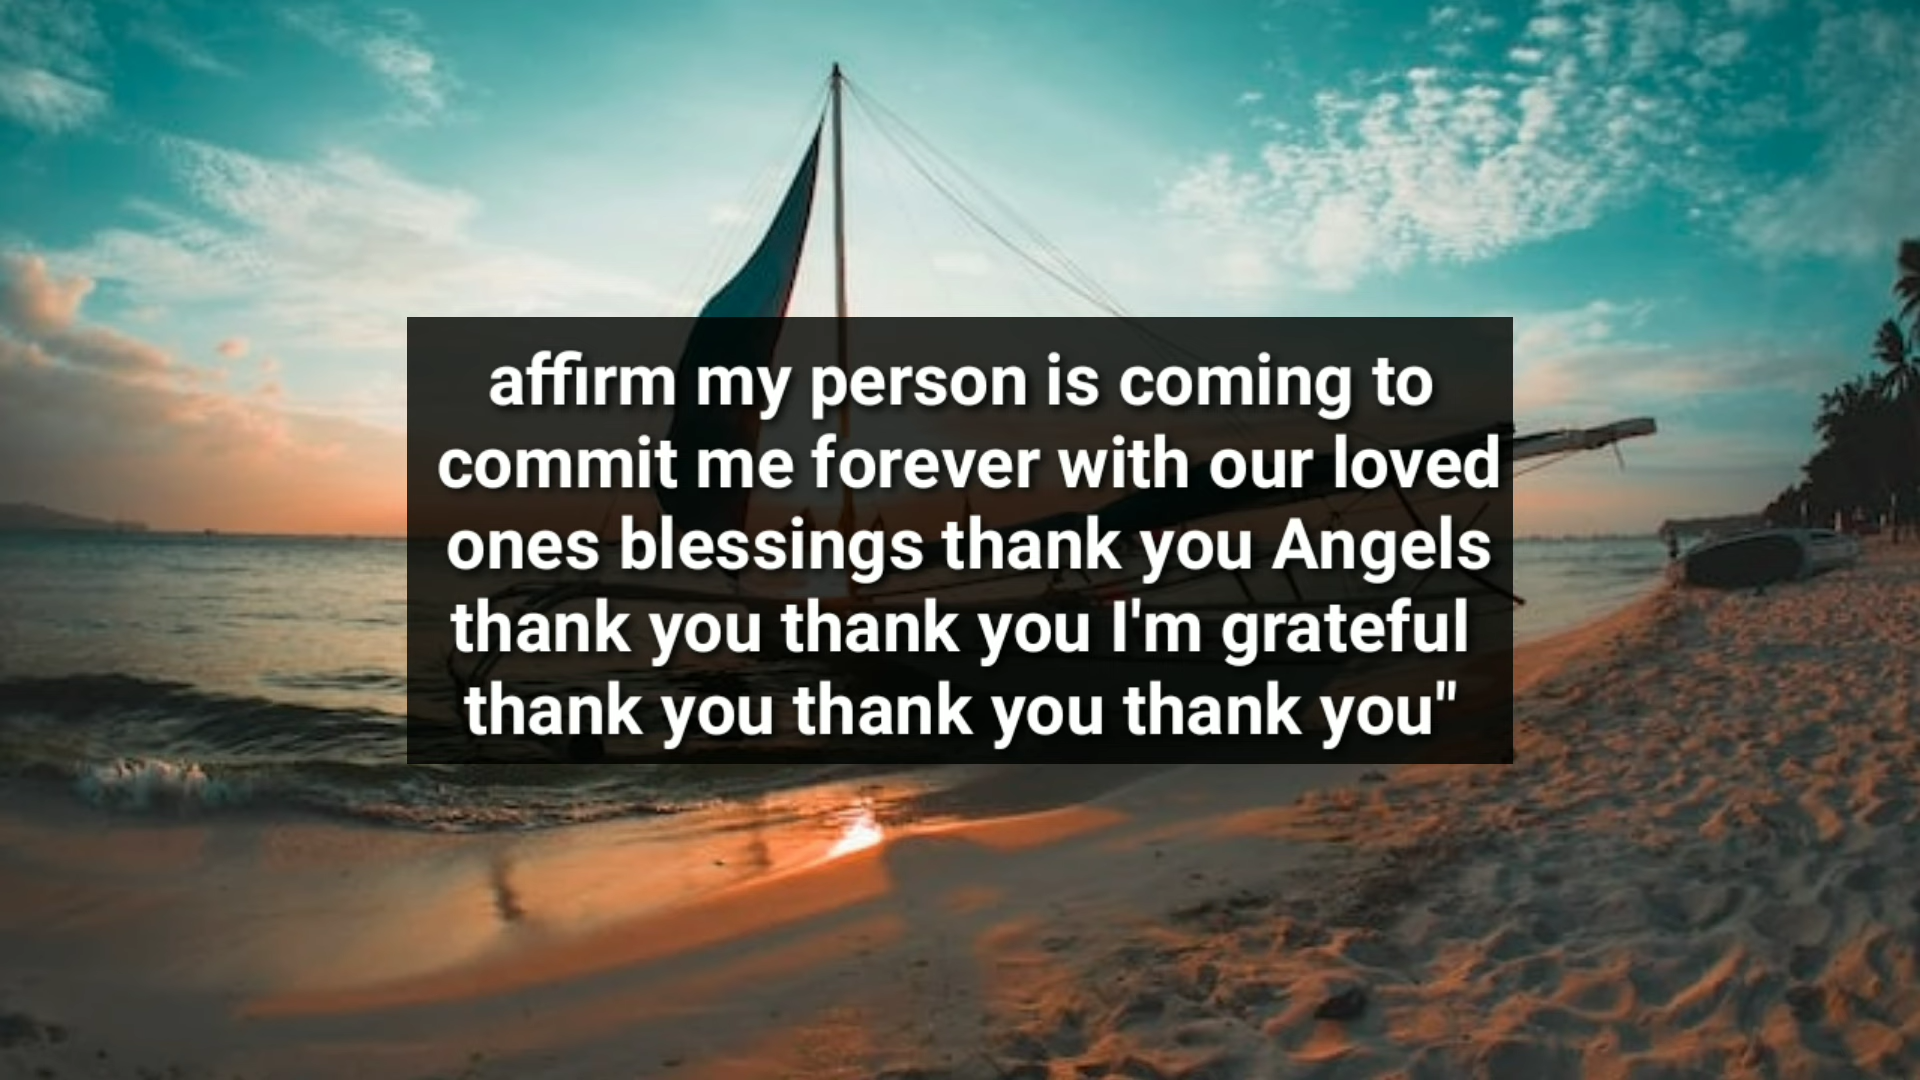 affirm my person is coming to
commit me forever with our loved
ones blessings thank you Angels
thank you thank you I'm grateful
thank you thank you thank you"